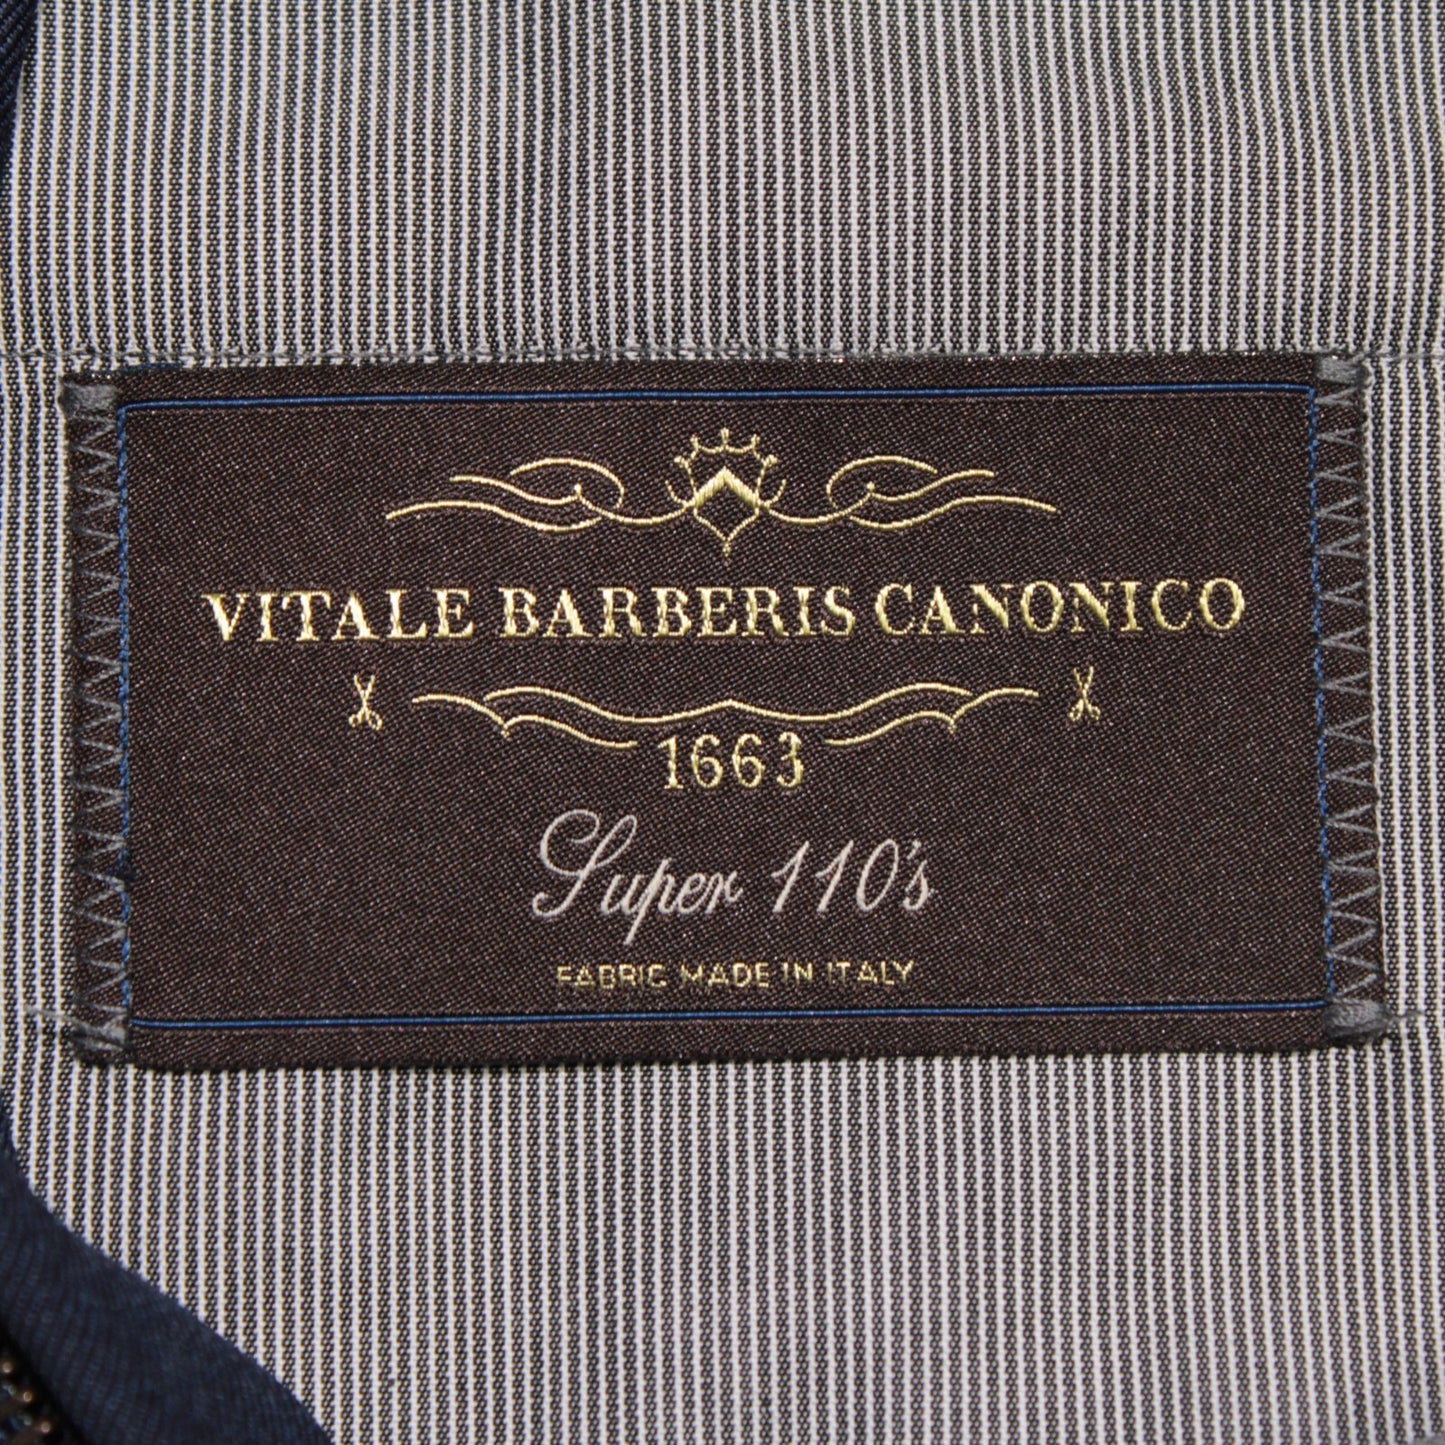 VITALE BARBERIS CANONICO
1663
Super 110's
FABRIC MADE IN ITALY